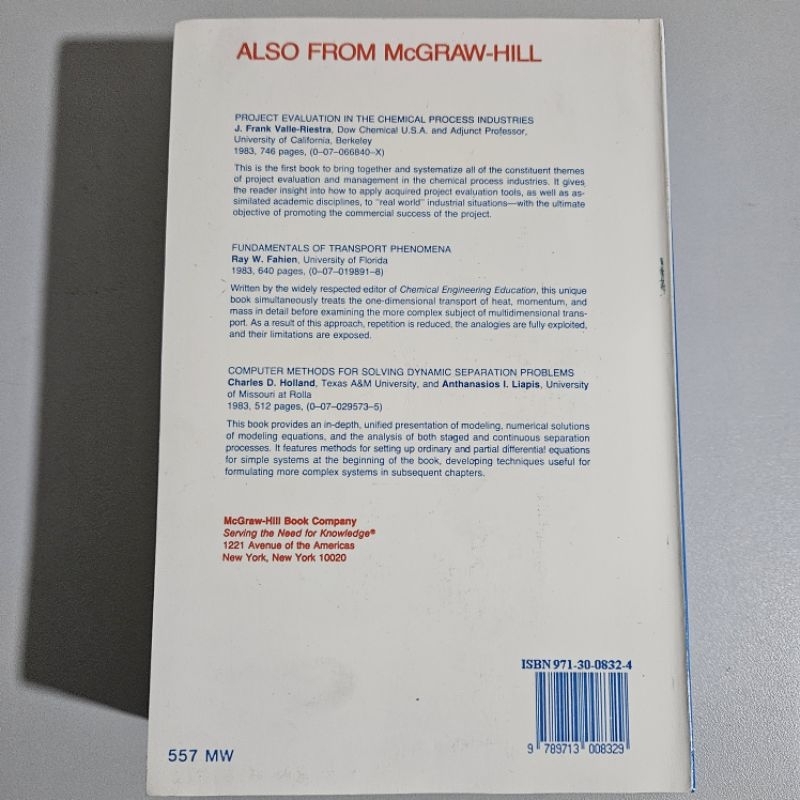 ALSO FROM McGRAW-HILL
PROJECT EVALUATION IN THE CHEMICAL PROCESS INDUSTRIES
J. Frank Valle-Riestra, Dow Chemical U.S.A. and Adjunct Professor,
University of California, Berkeley
1983, 746 pages, (0-07-066840-X)
This is the first book to bring together and systematize all of the constituent themes
of project evaluation and management in the chemical process industries. It gives
the reader insight into how to apply acquired project evaluation tools, as well as as-
similated academic disciplines, to "real world" industrial situations—with the ultimate
objective of promoting the commercial success of the project.
FUNDAMENTALS OF TRANSPORT PHENOMENA
Ray W. Fahien, University of Florida
1983, 640 pages, (0-07-019891-8)
Written by the widely respected editor of Chemical Engineering Education, this unique
book simultaneously treats the one-dimensional transport of heat, momentum, and
mass in detail before examining the more complex subject of multidimensional trans-
port. As a result of this approach, repetition is reduced, the analogies are fully exploited,
and their limitations are exposed.
COMPUTER METHODS FOR SOLVING DYNAMIC SEPARATION PROBLEMS
Charles D. Holland, Texas A&M University, and Anthanasios I. Liapis, University
of Missouri at Rolla
1983, 512 pages, (0-07-029573-5)
This book provides an in-depth, unified presentation of modeling, numerical solutions
of modeling equations, and the analysis of both staged and continuous separation
processes. It features methods for setting up ordinary and partial differential equations
for simple systems at the beginning of the book, developing techniques useful for
formulating more complex systems in subsequent chapters.
McGraw-Hill Book Company
Serving the Need for Knowledge®
1221 Avenue of the Americas
New York, New York 10020
ISBN 971-30-0832-4
9 789713 008329
557 MW